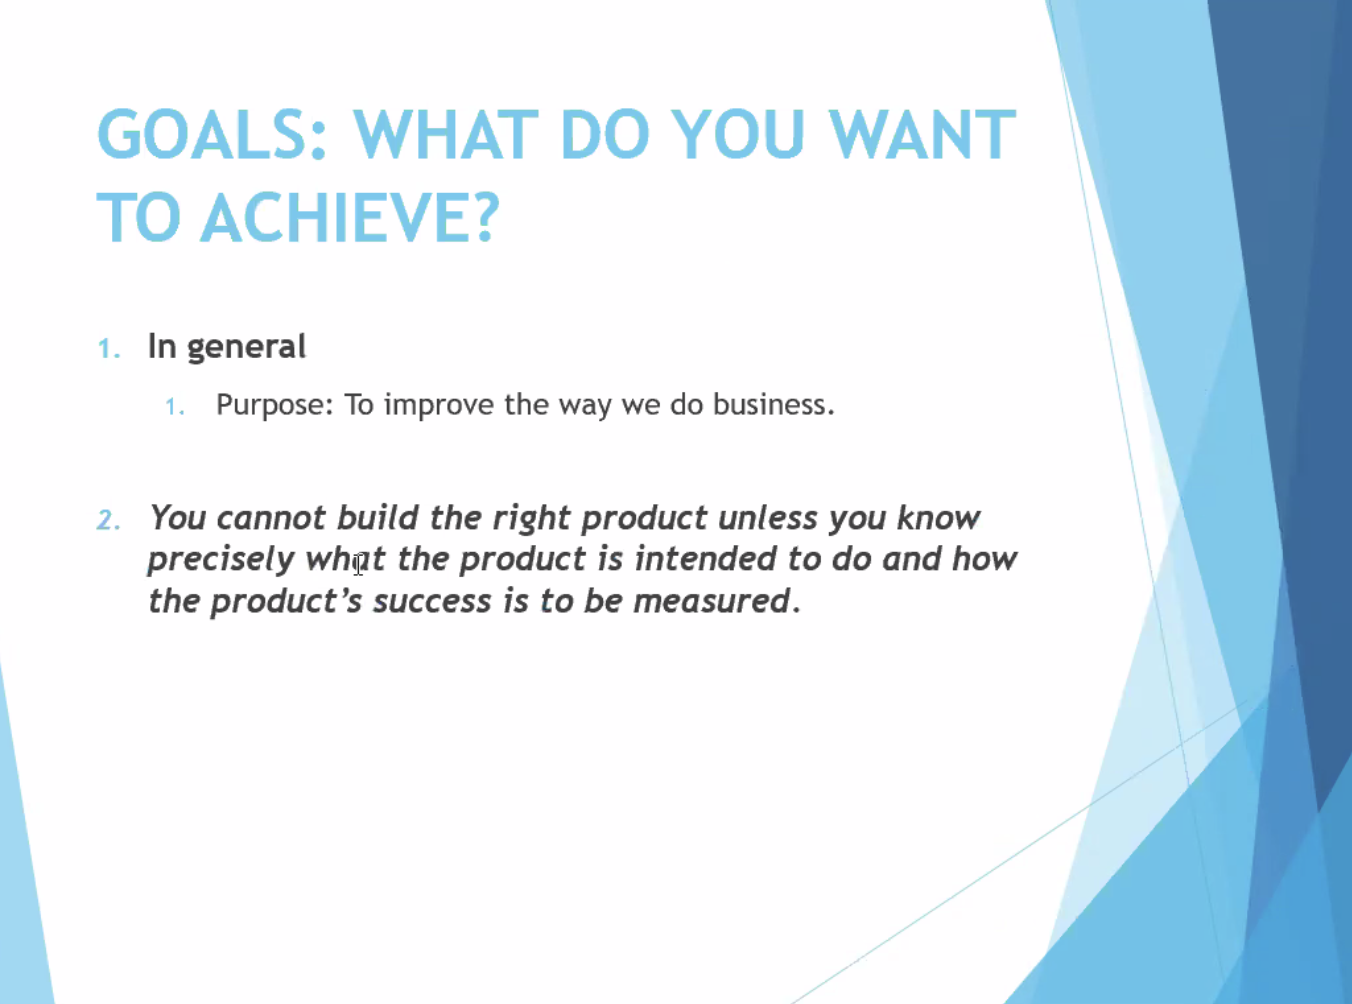 GOALS: WHAT DO YOU WANT
TO ACHIEVE?
1. In general
1. Purpose: To improve the way we do business.
2. You cannot build the right product unless you know
precisely what the product is intended to do and how
the product’s success is to be measured.